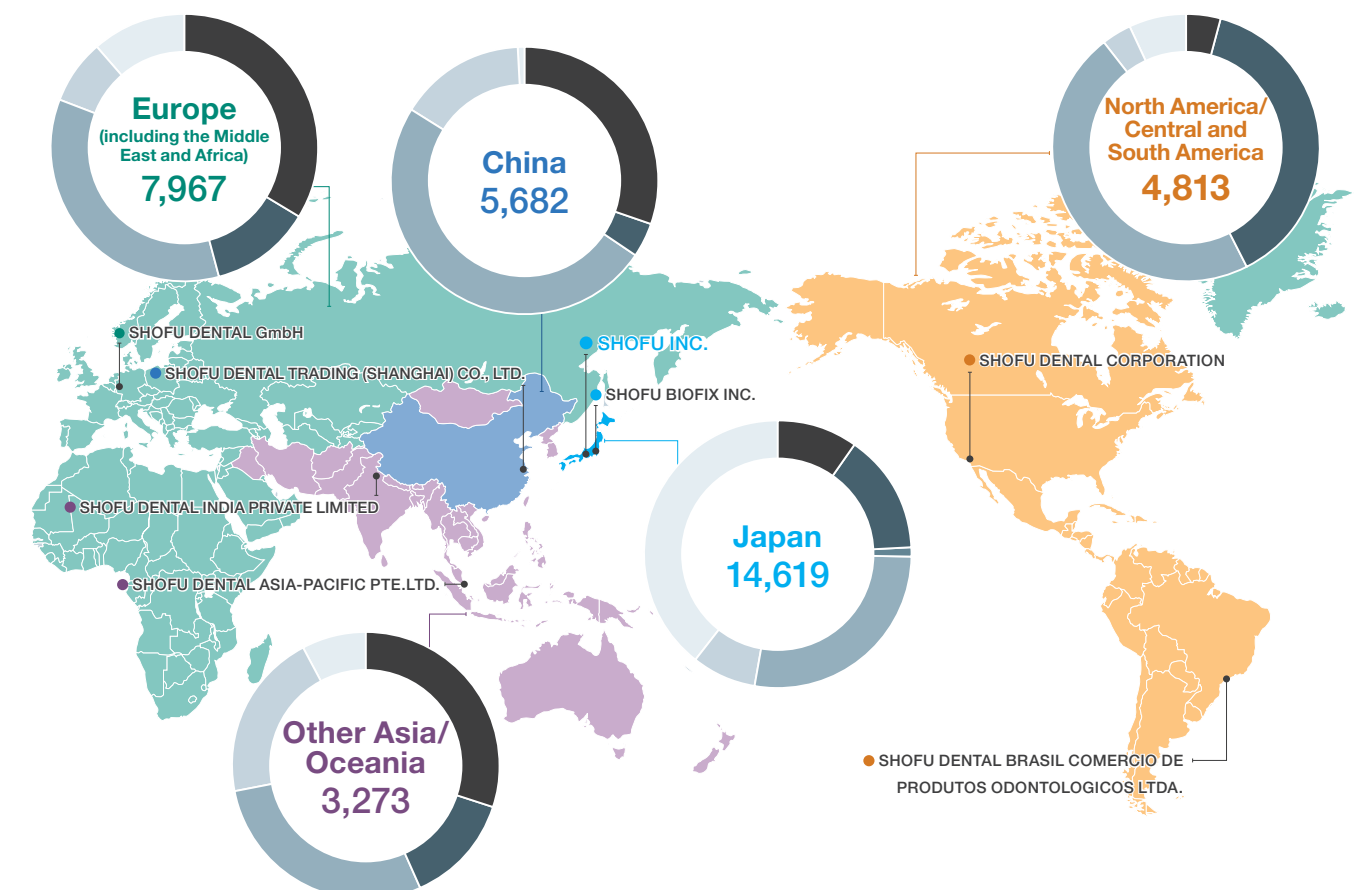 Europe
(including the Middle
East and Africa)
7,967
China
5,682
North America/
Central and
South America
4,813
SHOFU DENTAL GmbH
SHOFU INC.
SHOFU DENTAL TRADING (SHANGHAI) CO., LTD.
SHOFU DENTAL CORPORATION
SHOFU BIOFIX INC.
SHOFU DENTAL INDIA PRIVATE LIMITED
Japan
14,619
SHOFU DENTAL ASIA-PACIFIC PTE.LTD.
Other Asia/
Oceania
3,273
SHOFU DENTAL BRASIL COMERCIO DE
PRODUTOS ODONTOLOGICOS LTDA.